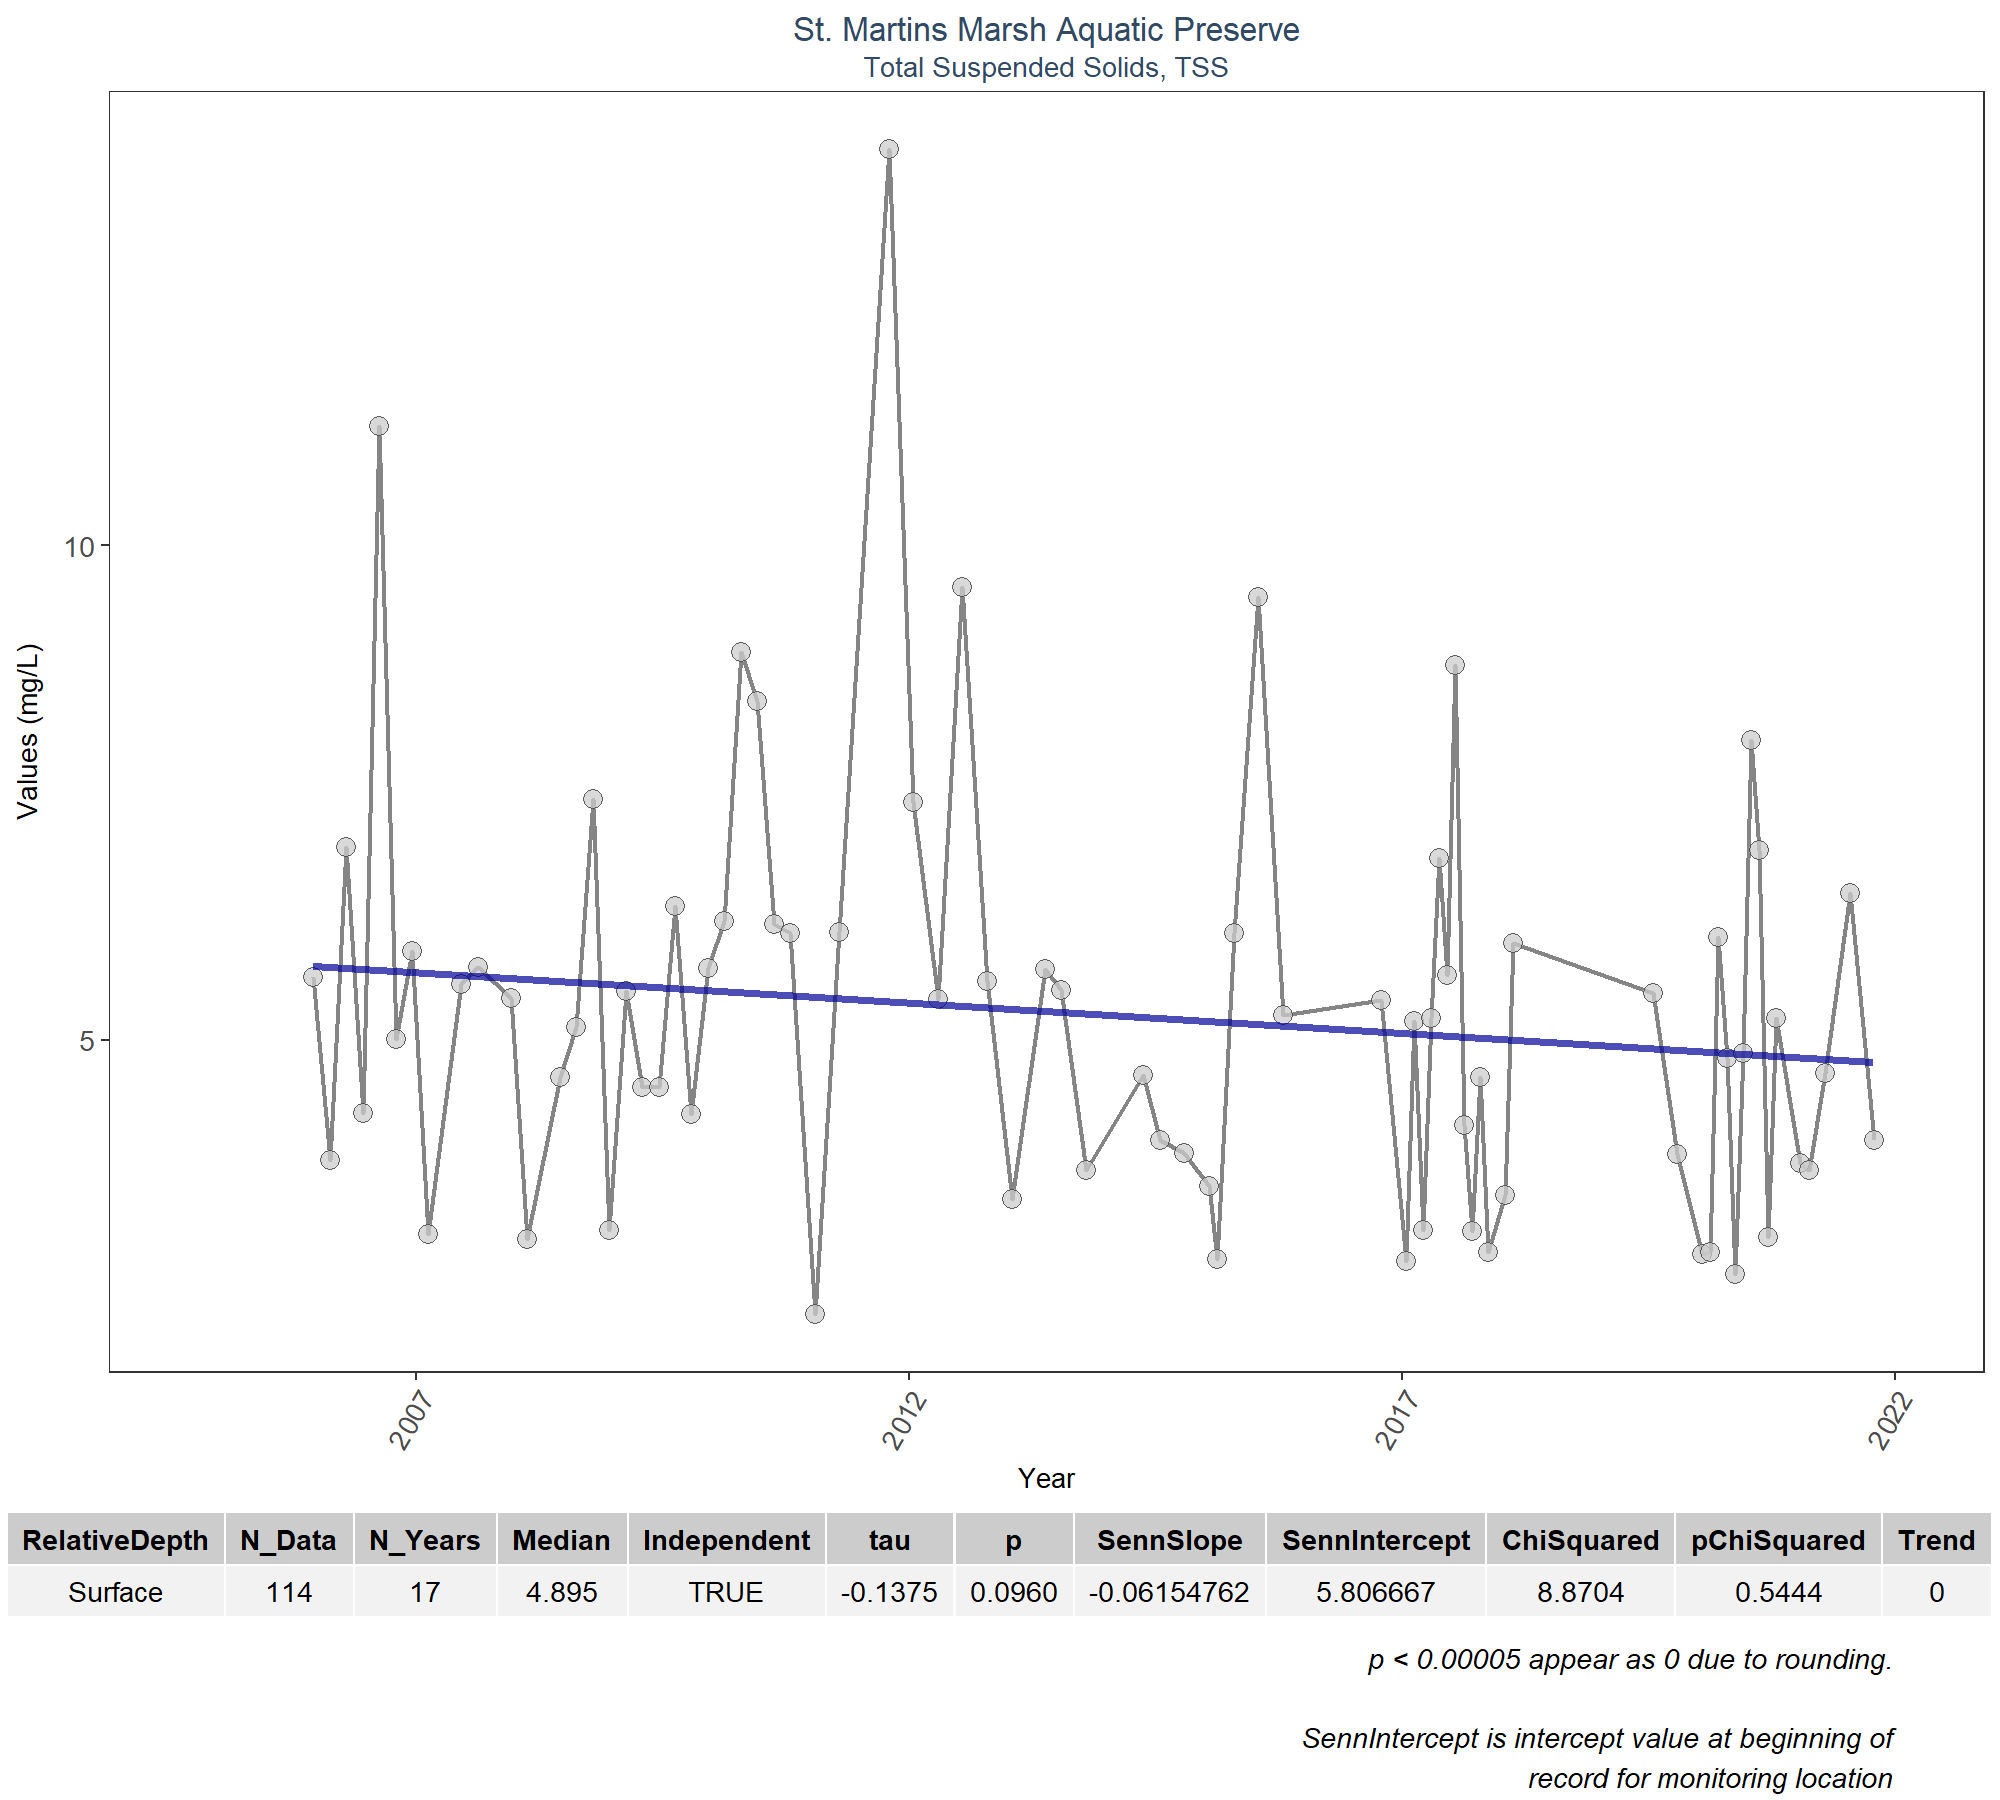 St. Martins Marsh Aquatic Preserve
Total Suspended Solids, TSS
Values (mg/L)
10
5
2007 2012 2017 2022
Year
RelativeDepth N_Data N_Years Median Independent tau p SennSlope SennIntercept ChiSquared pChiSquared Trend
Surface 114 17 4.895 TRUE -0.1375 0.0960 -0.06154762 5.806667 8.8704 0.5444 0
p < 0.00005 appear as 0 due to rounding.
SennIntercept is intercept value at beginning of
record for monitoring location